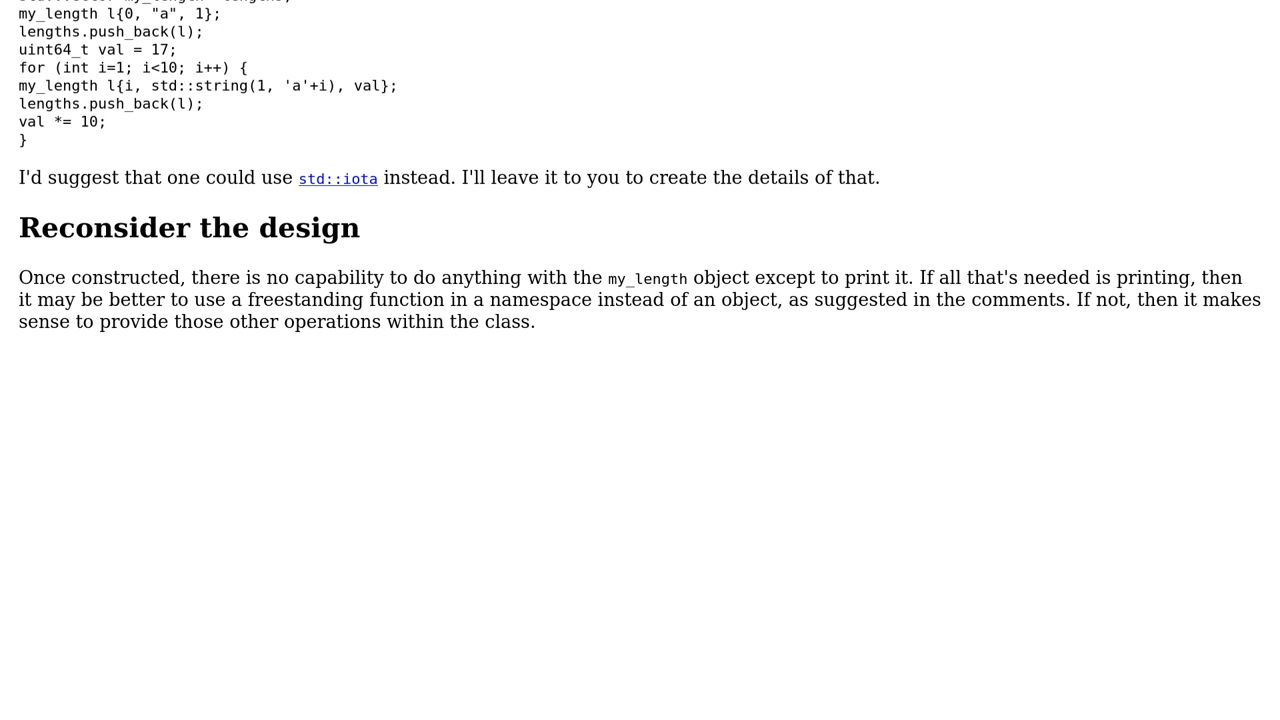 my_length l{0, "a", 1};
lengths.push_back(l);
uint64_t val = 17;
for (int i=1; i<10; i++) {
my_length l{i, std::string(1, 'a'+i), val};
lengths.push_back(l);
val *= 10;
}
I'd suggest that one could use std::iota instead. I'll leave it to you to create the details of that.
Reconsider the design
Once constructed, there is no capability to do anything with the my_length object except to print it. If all that's needed is printing, then
it may be better to use a freestanding function in a namespace instead of an object, as suggested in the comments. If not, then it makes
sense to provide those other operations within the class.